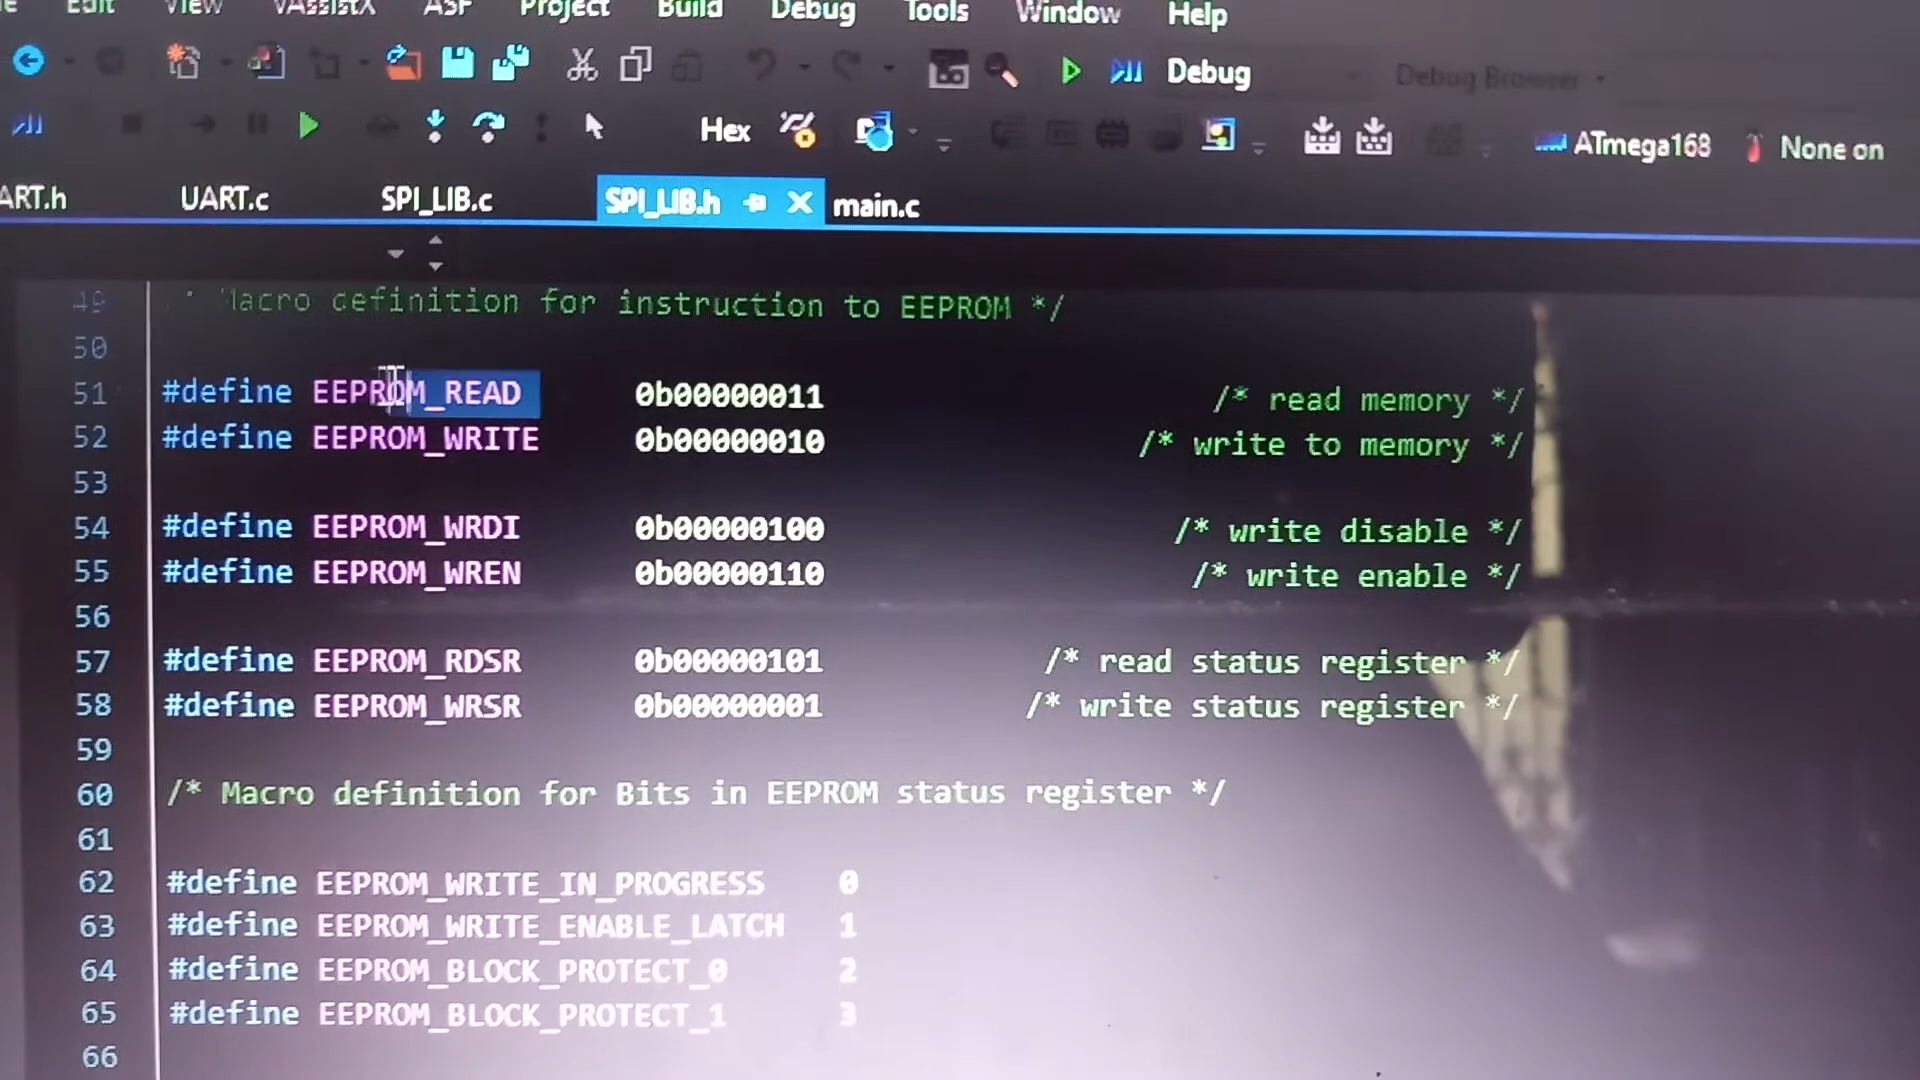 Edit View VAssistX ASF Project Build Debug Tools Window Help
Debug Debug Browser
Hex ATmega168 None on
ART.h UART.c SPI_LIB.c SPI_LIB.h main.c
49 Macro definition for instruction to EEPROM */
50
51 #define EEPROM_READ 0b00000011 /* read memory */
52 #define EEPROM_WRITE 0b00000010 /* write to memory */
53
54 #define EEPROM_WRDI 0b00000100 /* write disable */
55 #define EEPROM_WREN 0b00000110 /* write enable */
56
57 #define EEPROM_RDSR 0b00000101 /* read status register */
58 #define EEPROM_WRSR 0b00000001 /* write status register */
59
60 /* Macro definition for Bits in EEPROM status register */
61
62 #define EEPROM_WRITE_IN_PROGRESS 0
63 #define EEPROM_WRITE_ENABLE_LATCH 1
64 #define EEPROM_BLOCK_PROTECT_0 2
65 #define EEPROM_BLOCK_PROTECT_1 3
66